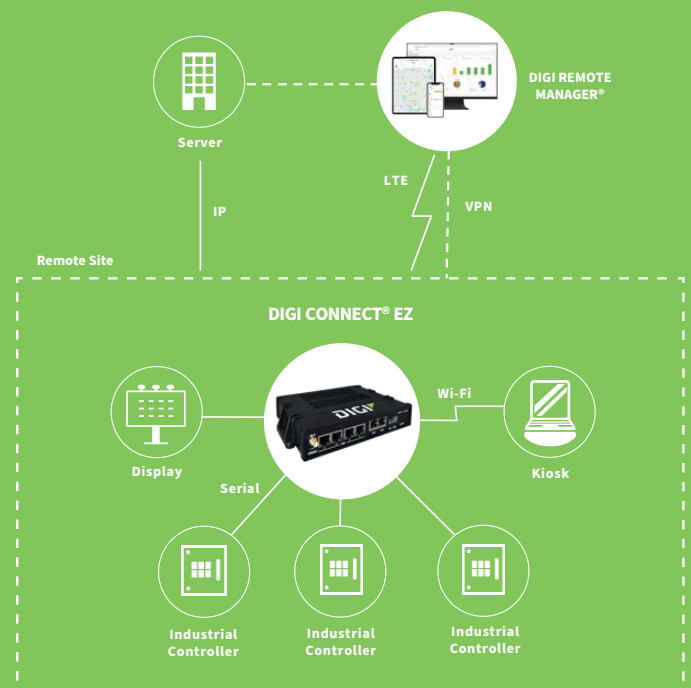 DIGI REMOTE
MANAGER®
Server
LTE
VPN
IP
Remote Site
DIGI CONNECT® EZ
DIGI
Wi-Fi
Display
Kiosk
Serial
Industrial
Controller
Industrial
Controller
Industrial
Controller